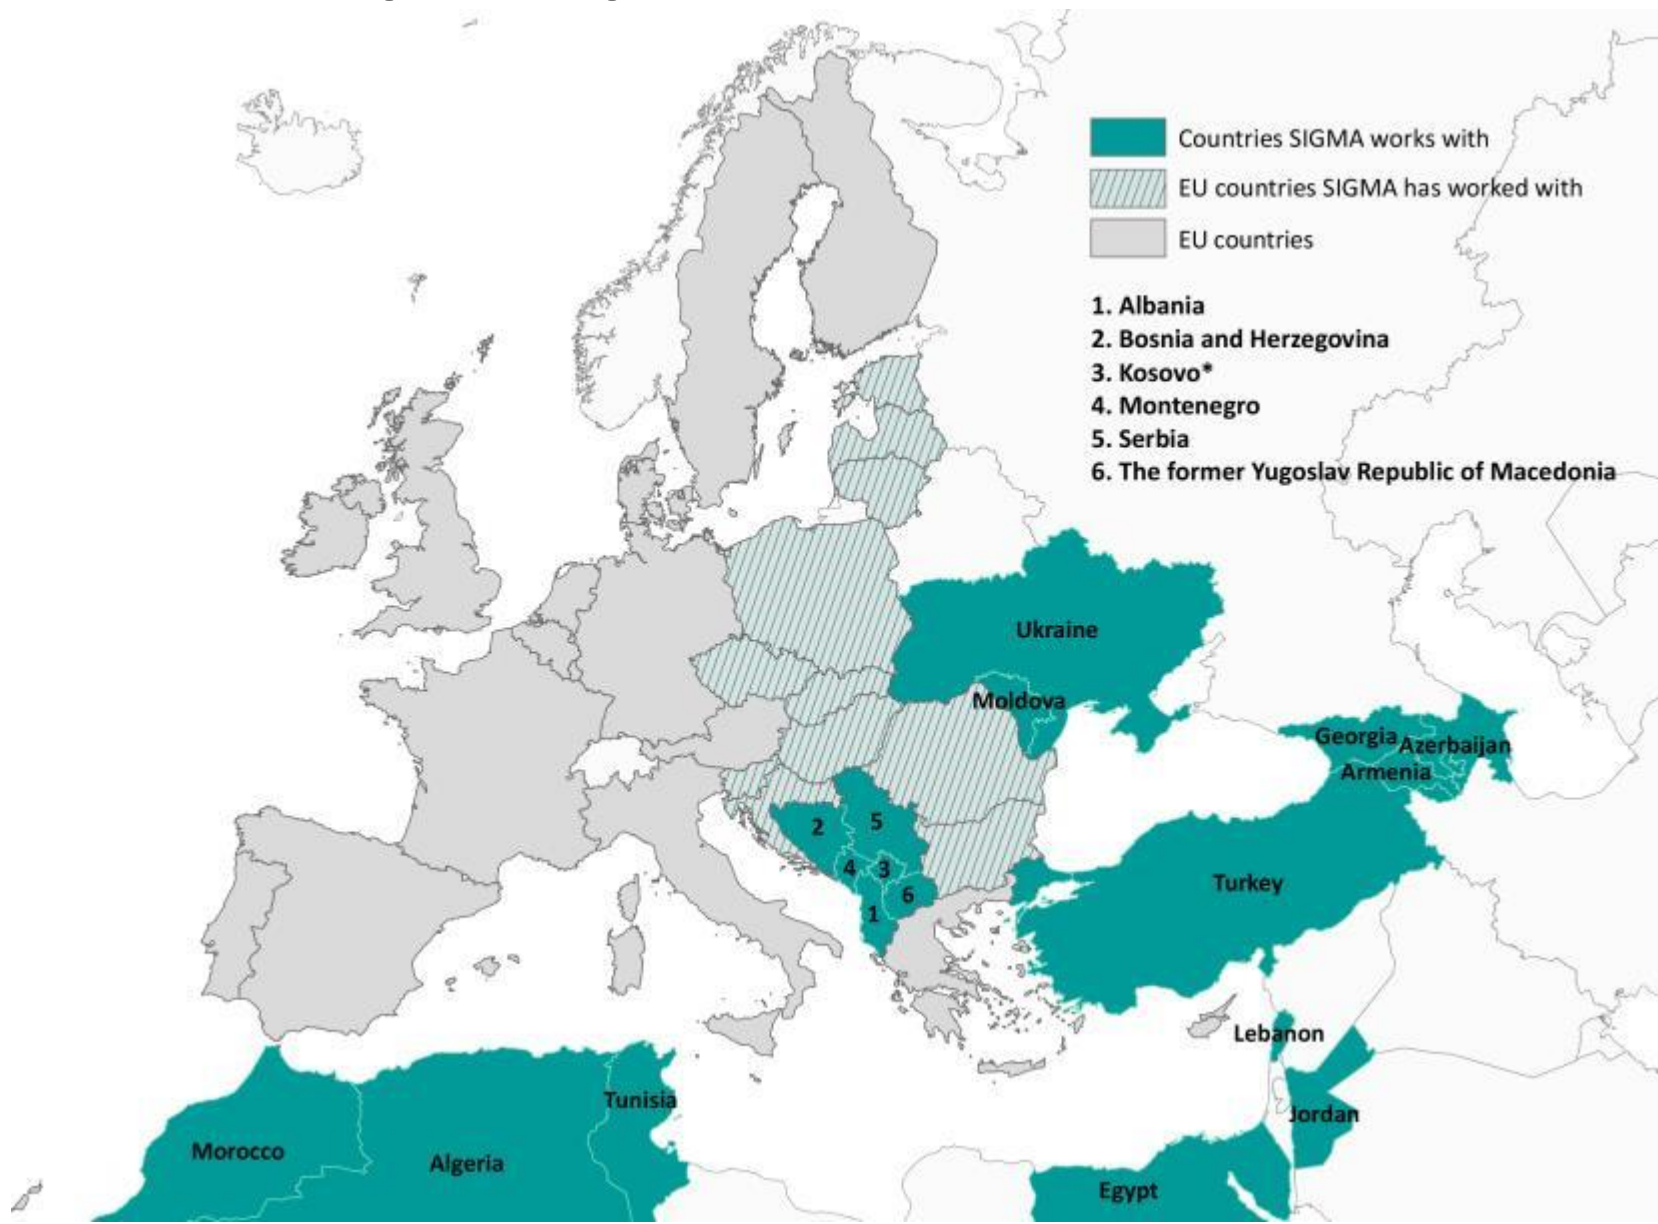 Countries SIGMA works with
EU countries SIGMA has worked with
EU countries
1. Albania
2. Bosnia and Herzegovina
3. Kosovo*
4. Montenegro
5. Serbia
6. The former Yugoslav Republic of Macedonia
Ukraine
Moldova
Georgia
Azerbaijan
Armenia
2
5
4
3
6
1
Turkey
Lebanon
Jordan
Tunisia
Morocco
Algeria
Egypt